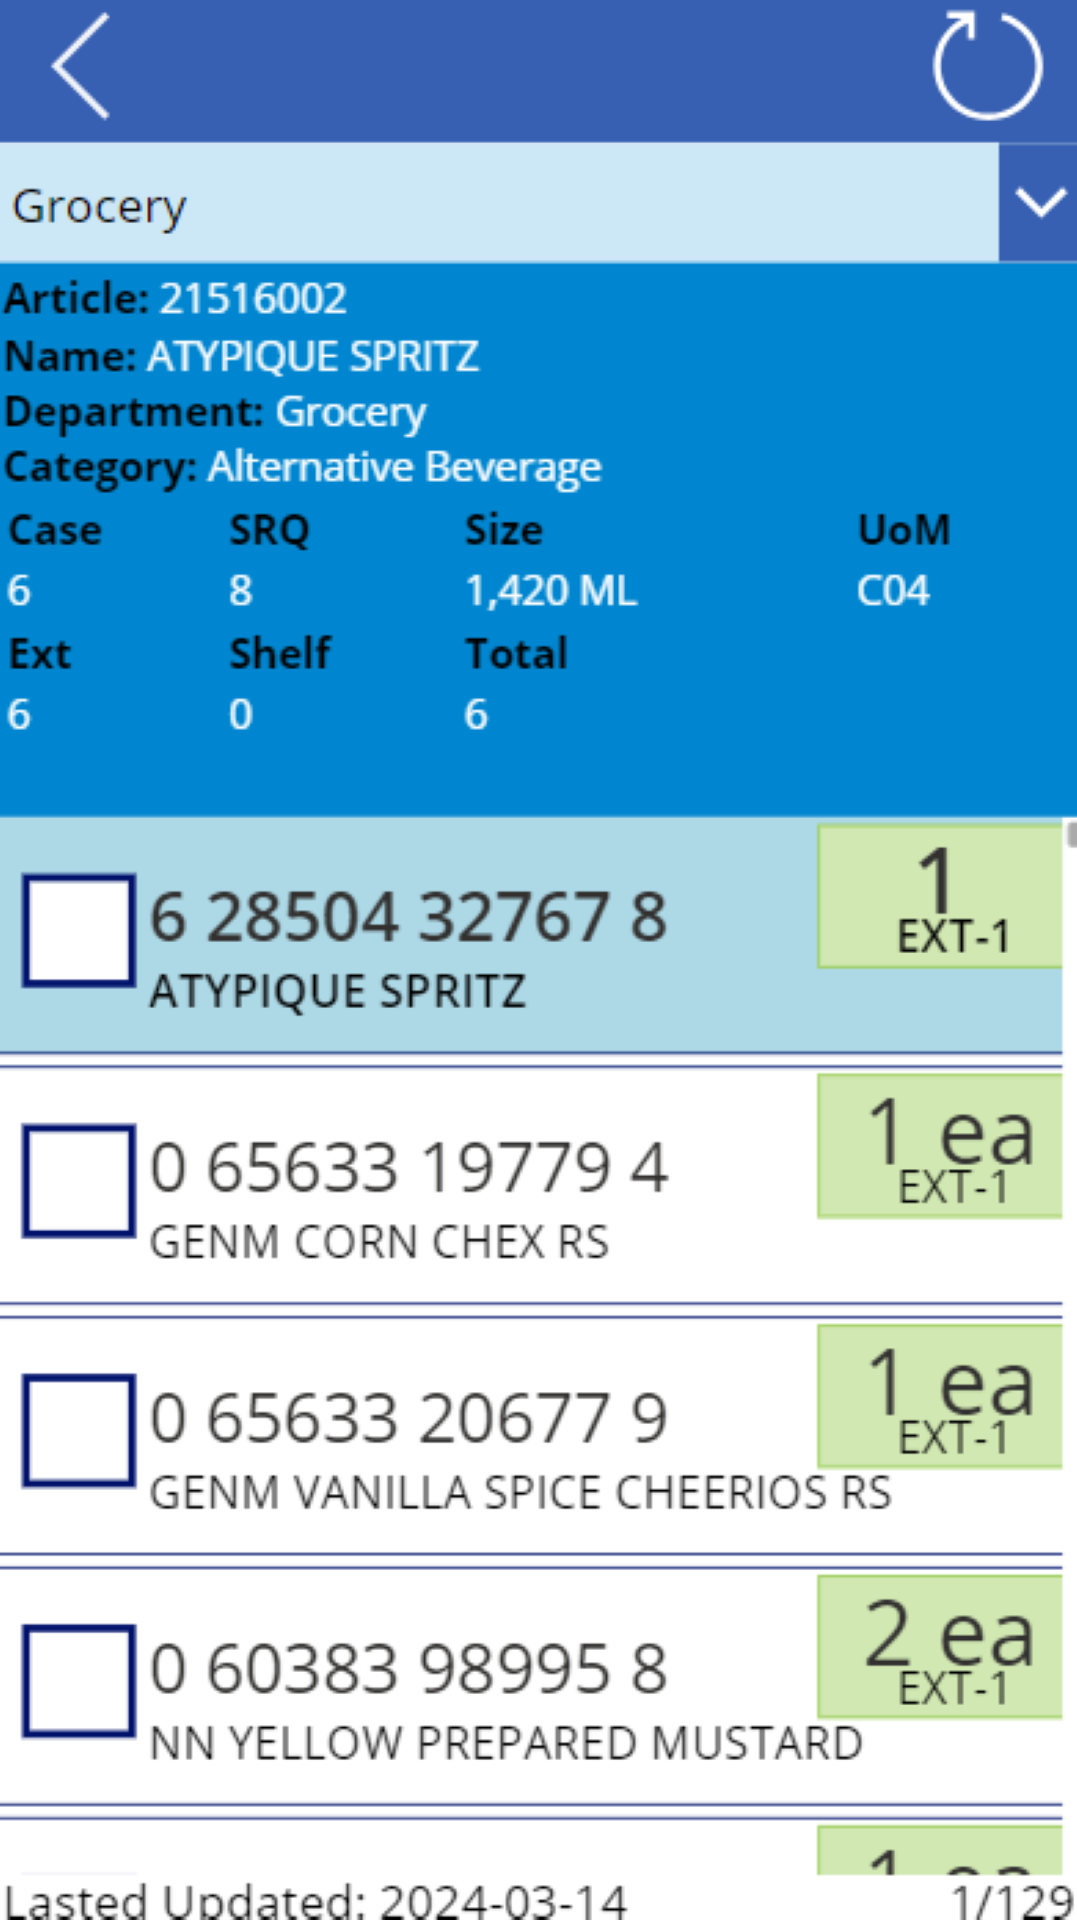 Grocery
Article: 21516002
Name: ATYPIQUE SPRITZ
Department: Grocery
Category: Alternative Beverage
Case SRQ Size UoM
6 8 1,420 ML C04
Ext Shelf Total
6 0 6
1
EXT-1
6 28504 32767 8
ATYPIQUE SPRITZ
1 ea
EXT-1
0 65633 19779 4
GENM CORN CHEX RS
1 ea
EXT-1
0 65633 20677 9
GENM VANILLA SPICE CHEERIOS RS
2 ea
EXT-1
0 60383 98995 8
NN YELLOW PREPARED MUSTARD
1 ea
Lasted Updated: 2024-03-14 1/129